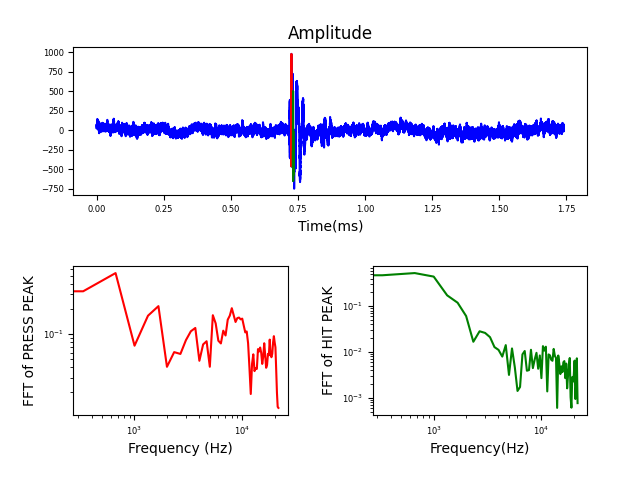 Amplitude
1000
750
500
250
0
−250
−500
−750
0.00 0.25 0.50 0.75 1.00 1.25 1.50 1.75
Time(ms)
FFT of PRESS PEAK
10⁻¹
10³ 10⁴
Frequency (Hz)
FFT of HIT PEAK
10⁻¹
10⁻²
10⁻³
10³ 10⁴
Frequency(Hz)